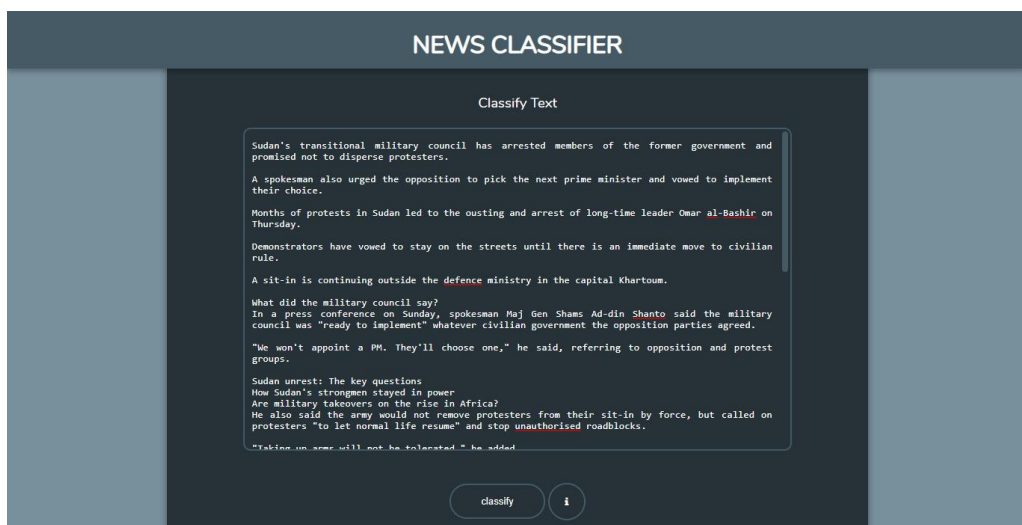 NEWS CLASSIFIER
Classify Text
Sudan's transitional military council has arrested members of the former government and
promised not to disperse protesters.
A spokesman also urged the opposition to pick the next prime minister and vowed to implement
their choice.
Months of protests in Sudan led to the ousting and arrest of long-time leader Omar al-Bashir on
Thursday.
Demonstrators have vowed to stay on the streets until there is an immediate move to civilian
rule.
A sit-in is continuing outside the defence ministry in the capital Khartoum.
What did the military council say?
In a press conference on Sunday, spokesman Maj Gen Shams Ad-din Shanto said the military
council was "ready to implement" whatever civilian government the opposition parties agreed.
"We won't appoint a PM. They'll choose one," he said, referring to opposition and protest
groups.
Sudan unrest: The key questions
How Sudan's strongmen stayed in power
Are military takeovers on the rise in Africa?
He also said the army would not remove protesters from their sit-in by force, but called on
protesters "to let normal life resume" and stop unauthorised roadblocks.
"Taking up arms will not be tolerated," he added.
classify
i